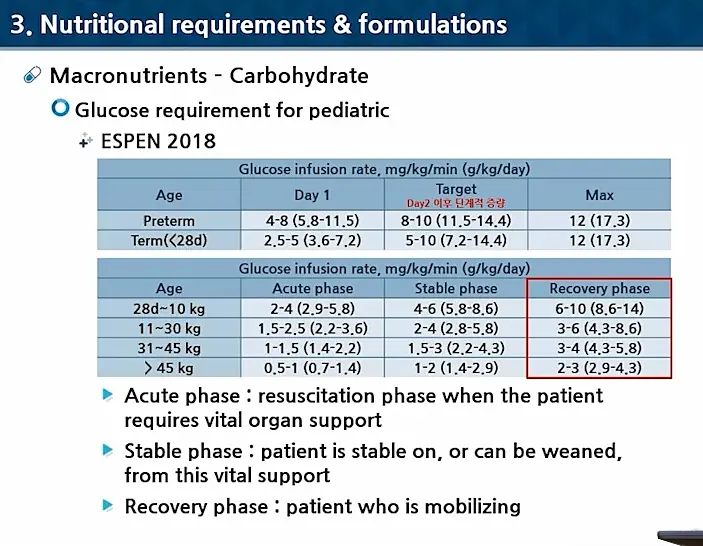 3. Nutritional requirements & formulations
Macronutrients - Carbohydrate
Glucose requirement for pediatric
ESPEN 2018
Glucose infusion rate, mg/kg/min (g/kg/day)
Age Day 1 Target Max
Day2 이후 단계적 증량
Preterm 4-8 (5.8-11.5) 8-10 (11.5-14.4) 12 (17.3)
Term(<28d) 2.5-5 (3.6-7.2) 5-10 (7.2-14.4) 12 (17.3)
Glucose infusion rate, mg/kg/min (g/kg/day)
Age Acute phase Stable phase Recovery phase
28d~10 kg 2-4 (2.9-5.8) 4-6 (5.8-8.6) 6-10 (8.6-14)
11~30 kg 1.5-2.5 (2.2-3.6) 2-4 (2.8-5.8) 3-6 (4.3-8.6)
31~45 kg 1-1.5 (1.4-2.2) 1.5-3 (2.2-4.3) 3-4 (4.3-5.8)
> 45 kg 0.5-1 (0.7-1.4) 1-2 (1.4-2.9) 2-3 (2.9-4.3)
Acute phase : resuscitation phase when the patient
requires vital organ support
Stable phase : patient is stable on, or can be weaned,
from this vital support
Recovery phase : patient who is mobilizing